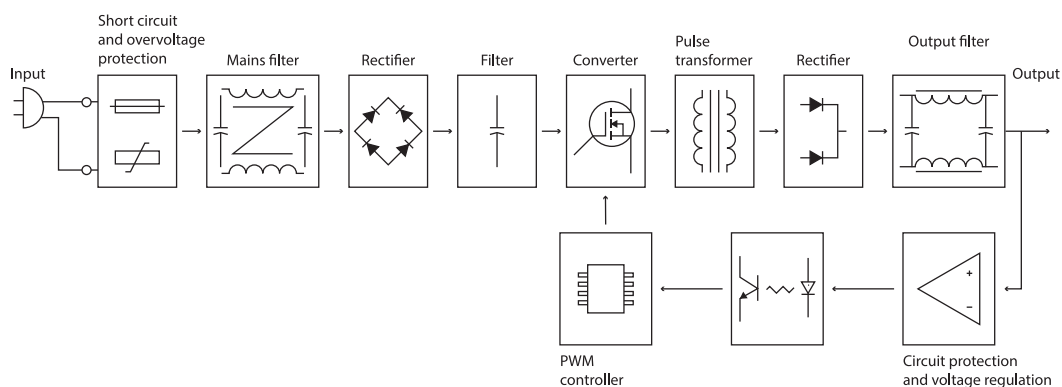 Input
Short circuit
and overvoltage
protection
Mains filter
Rectifier
Filter
Converter
Pulse
transformer
Rectifier
Output filter
Output
PWM
controller
Circuit protection
and voltage regulation